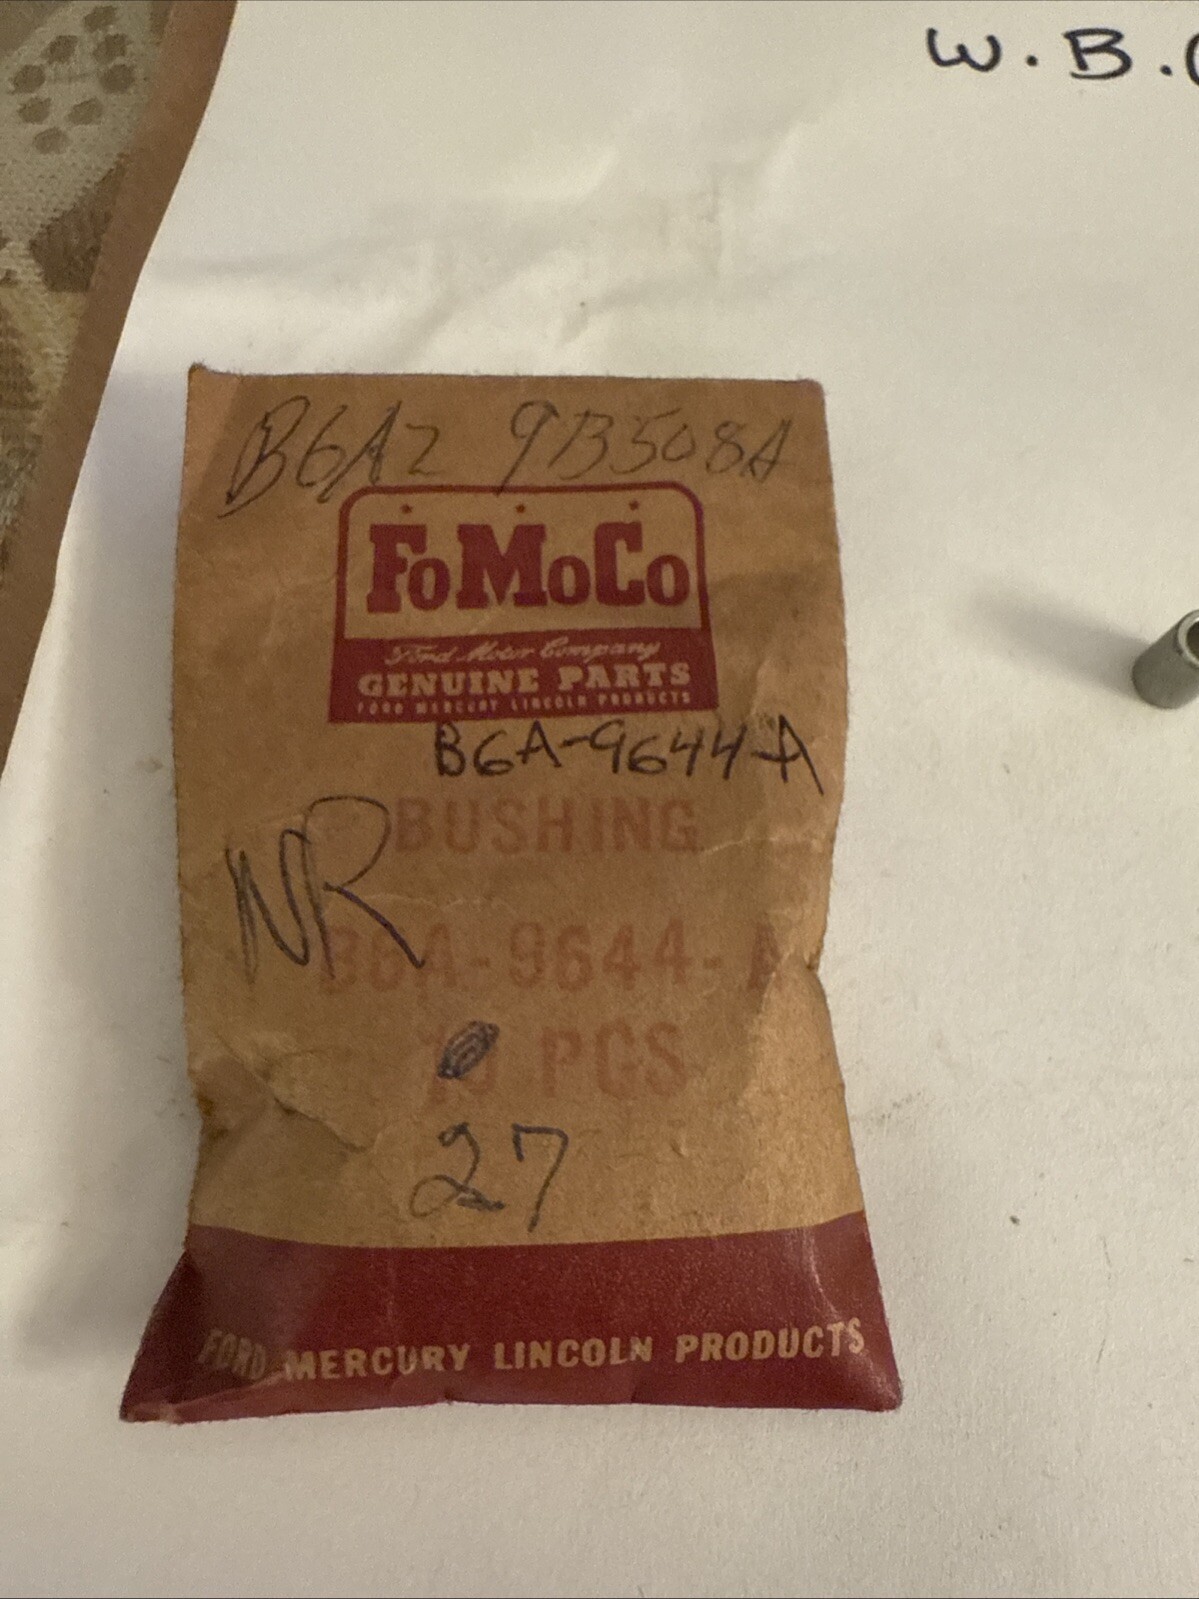 W.B.
B6A2 9B508A
FoMoCo
Ford Motor Company
GENUINE PARTS
FORD MERCURY LINCOLN PRODUCTS
B6A-9644-A
BUSHING
NR
B6A-9644-A
PCS
27
FORD MERCURY LINCOLN PRODUCTS